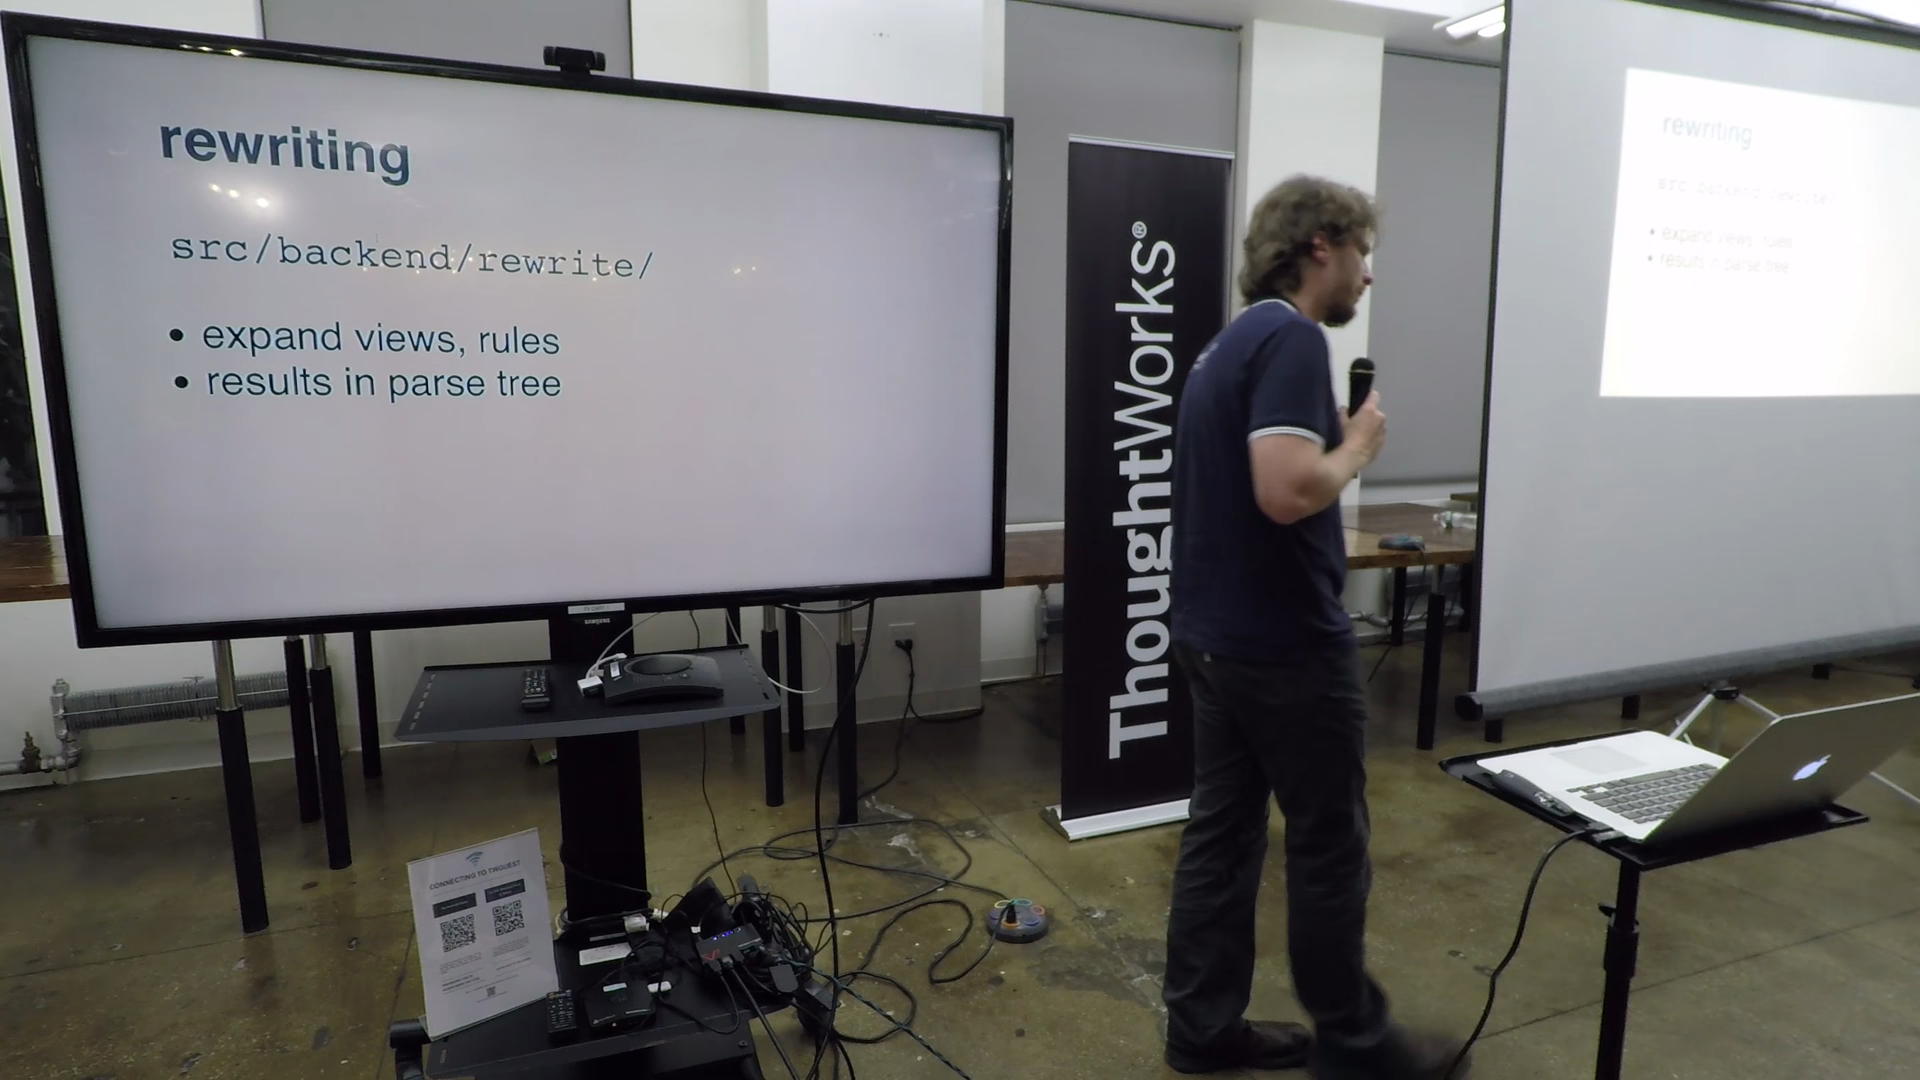 rewriting
src/backend/rewrite/
• expand views, rules
• results in parse tree
ThoughtWorks®
rewriting
src/backend/rewrite/
• expand views, rules
• results in parse tree
CONNECTING TO TWGUEST